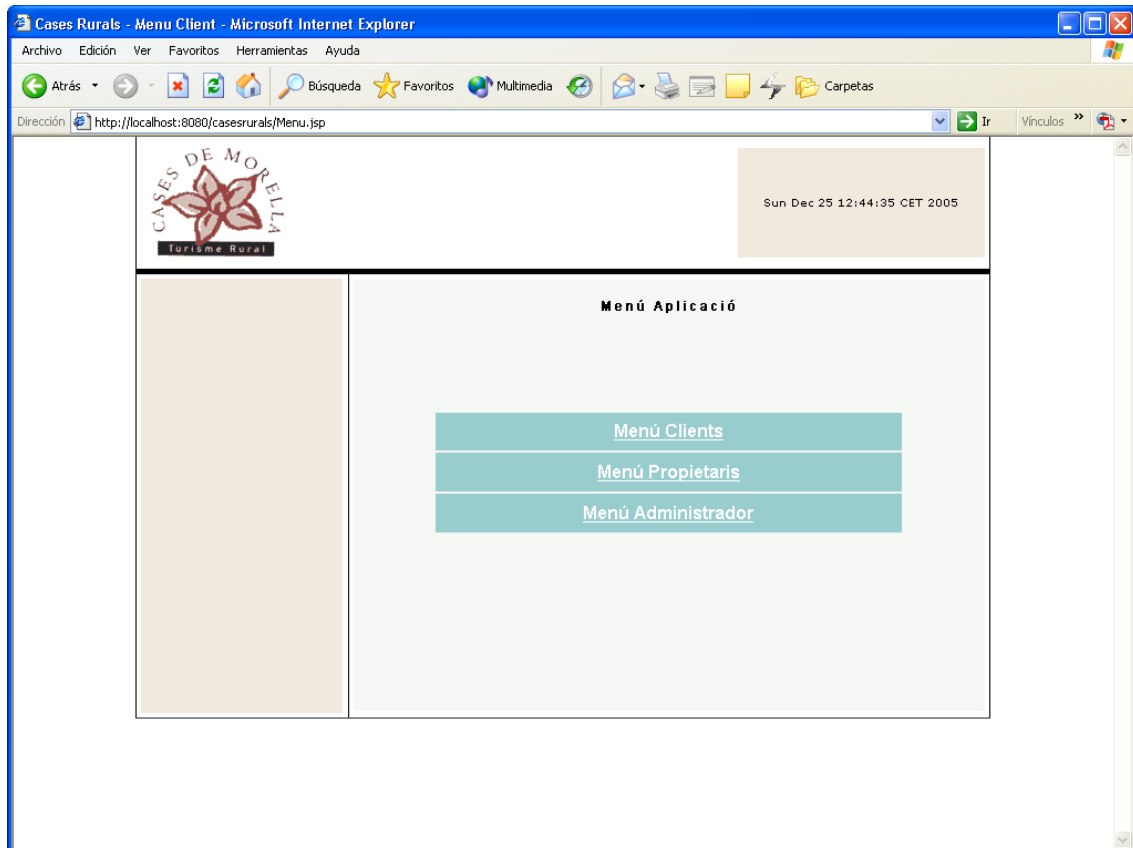 Cases Rurals - Menu Client - Microsoft Internet Explorer
Archivo Edición Ver Favoritos Herramientas Ayuda
Atrás Búsqueda Favoritos Multimedia Carpetas
Dirección http://localhost:8080/casesrurals/Menu.jsp Ir Vínculos »
CASES DE MORELLA
Turisme Rural
Sun Dec 25 12:44:35 CET 2005
Menú Aplicació
Menú Clients
Menú Propietaris
Menú Administrador